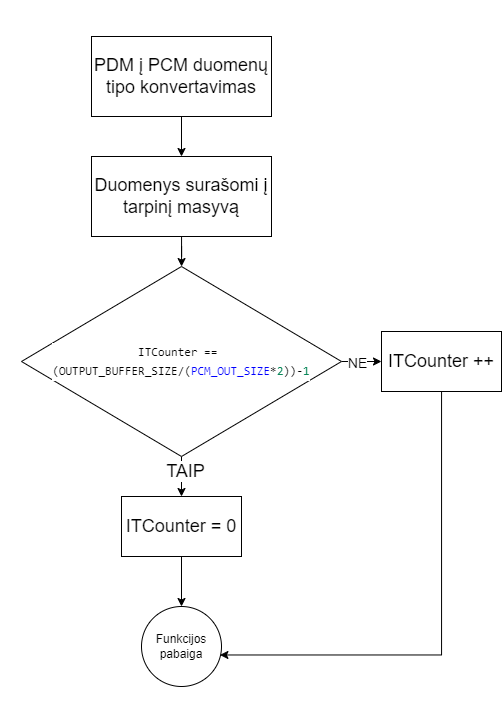 PDM į PCM duomenų
tipo konvertavimas
Duomenys surašomi į
tarpinį masyvą
ITCounter ==
(OUTPUT_BUFFER_SIZE/(PCM_OUT_SIZE*2))-1
NE
ITCounter ++
TAIP
ITCounter = 0
Funkcijos
pabaiga